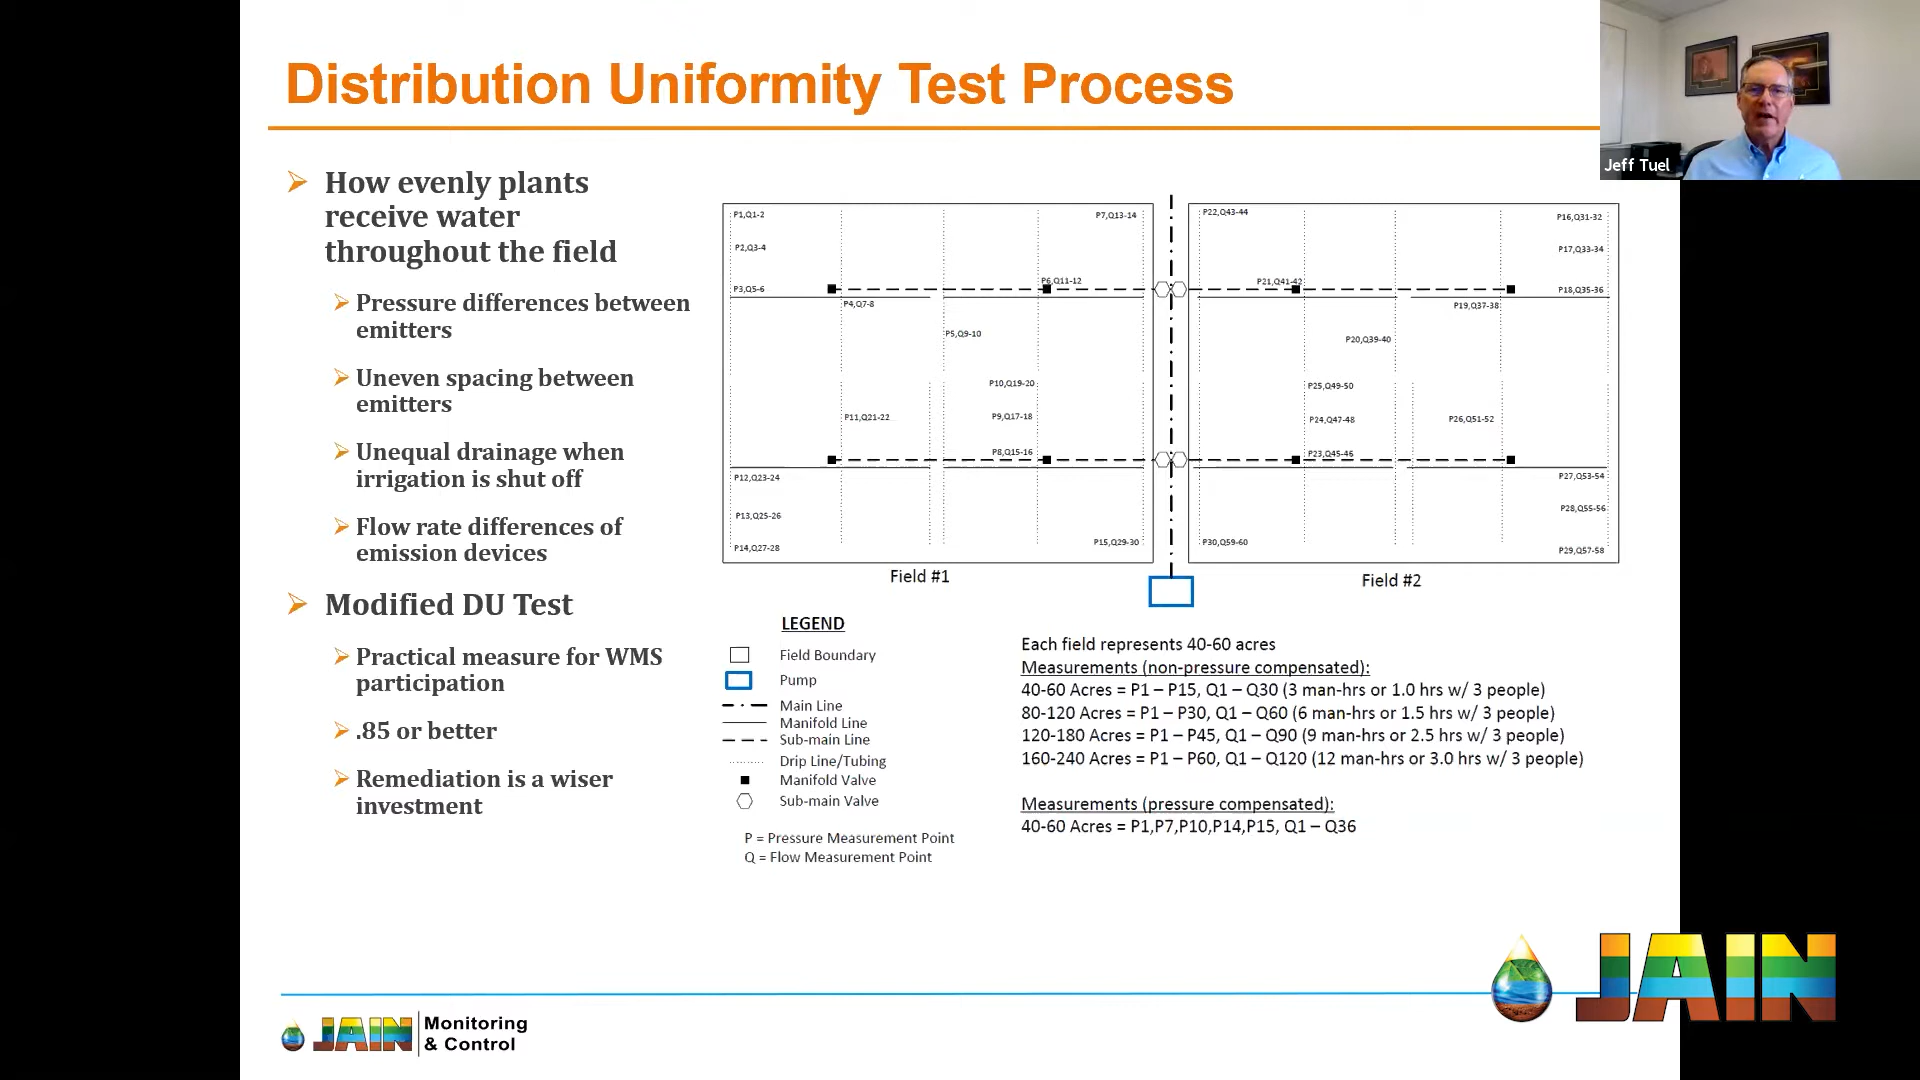 Distribution Uniformity Test Process
Jeff Tuel
How evenly plants
receive water
throughout the field
Pressure differences between
emitters
Uneven spacing between
emitters
Unequal drainage when
irrigation is shut off
Flow rate differences of
emission devices
Modified DU Test
Practical measure for WMS
participation
.85 or better
Remediation is a wiser
investment
P1,Q1-2
P7,Q13-14
P2,Q3-4
P3,Q5-6
P6,Q11-12
P4,Q7-8
P5,Q9-10
P10,Q19-20
P11,Q21-22
P9,Q17-18
P8,Q15-16
P12,Q23-24
P13,Q25-26
P14,Q27-28
P15,Q29-30
Field #1
P22,Q43-44
P16,Q31-32
P17,Q33-34
P21,Q41-42
P18,Q35-36
P19,Q37-38
P20,Q39-40
P25,Q49-50
P24,Q47-48
P26,Q51-52
P23,Q45-46
P27,Q53-54
P28,Q55-56
P30,Q59-60
P29,Q57-58
Field #2
LEGEND
Field Boundary
Pump
Main Line
Manifold Line
Sub-main Line
Drip Line/Tubing
Manifold Valve
Sub-main Valve
P = Pressure Measurement Point
Q = Flow Measurement Point
Each field represents 40-60 acres
Measurements (non-pressure compensated):
40-60 Acres = P1 – P15, Q1 – Q30 (3 man-hrs or 1.0 hrs w/ 3 people)
80-120 Acres = P1 – P30, Q1 – Q60 (6 man-hrs or 1.5 hrs w/ 3 people)
120-180 Acres = P1 – P45, Q1 – Q90 (9 man-hrs or 2.5 hrs w/ 3 people)
160-240 Acres = P1 – P60, Q1 – Q120 (12 man-hrs or 3.0 hrs w/ 3 people)
Measurements (pressure compensated):
40-60 Acres = P1,P7,P10,P14,P15, Q1 – Q36
JAIN
JAIN
Monitoring
& Control